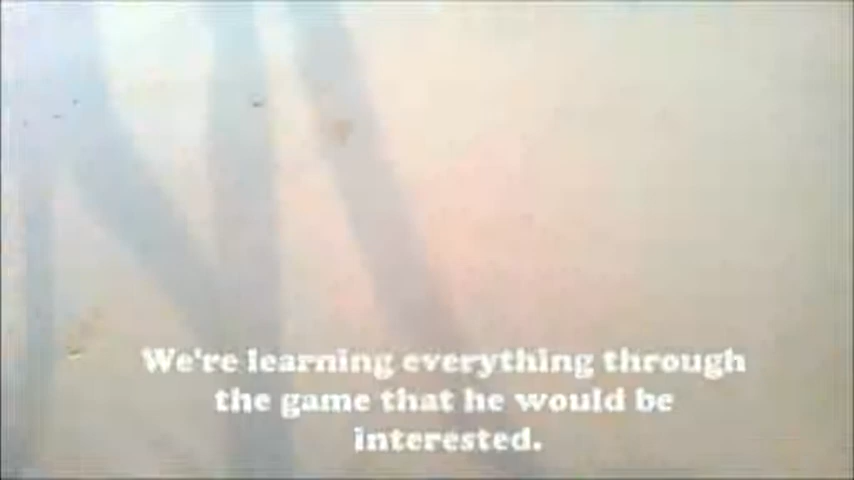 We're learning everything through
the game that he would be
interested.